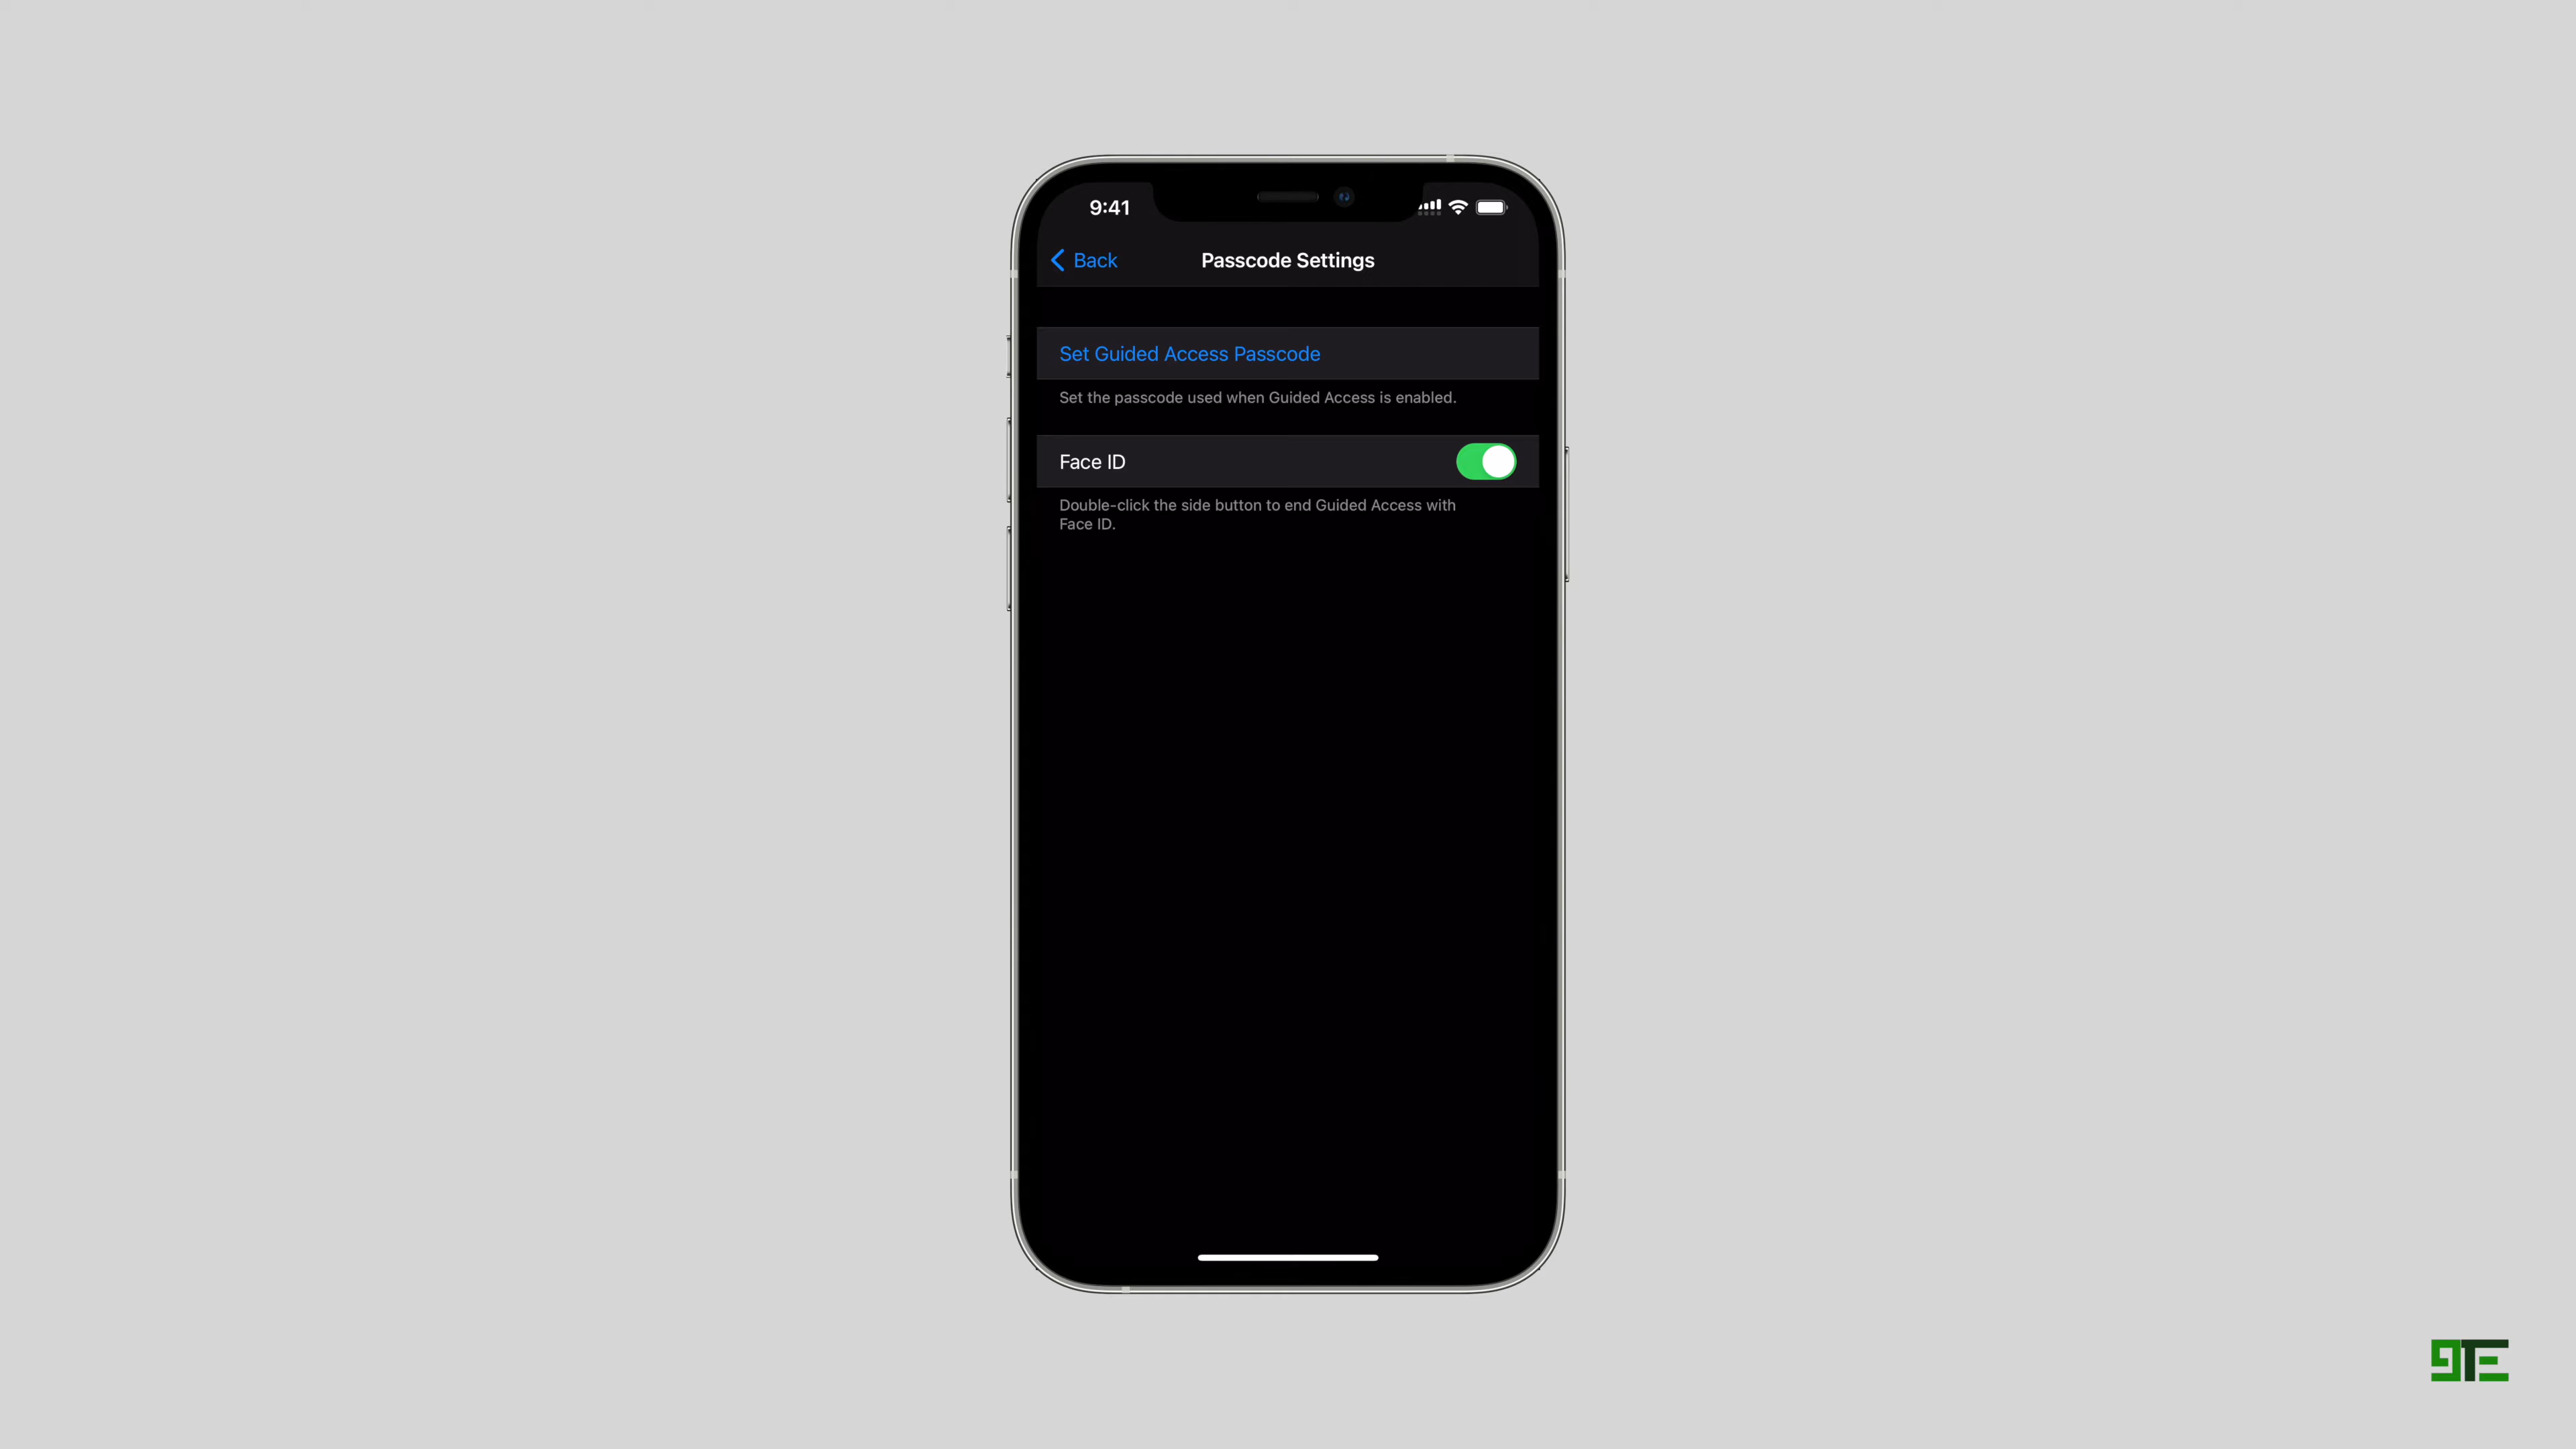 9:41
Back
Passcode Settings
Set Guided Access Passcode
Set the passcode used when Guided Access is enabled.
Face ID
Double-click the side button to end Guided Access with
Face ID.
9TE